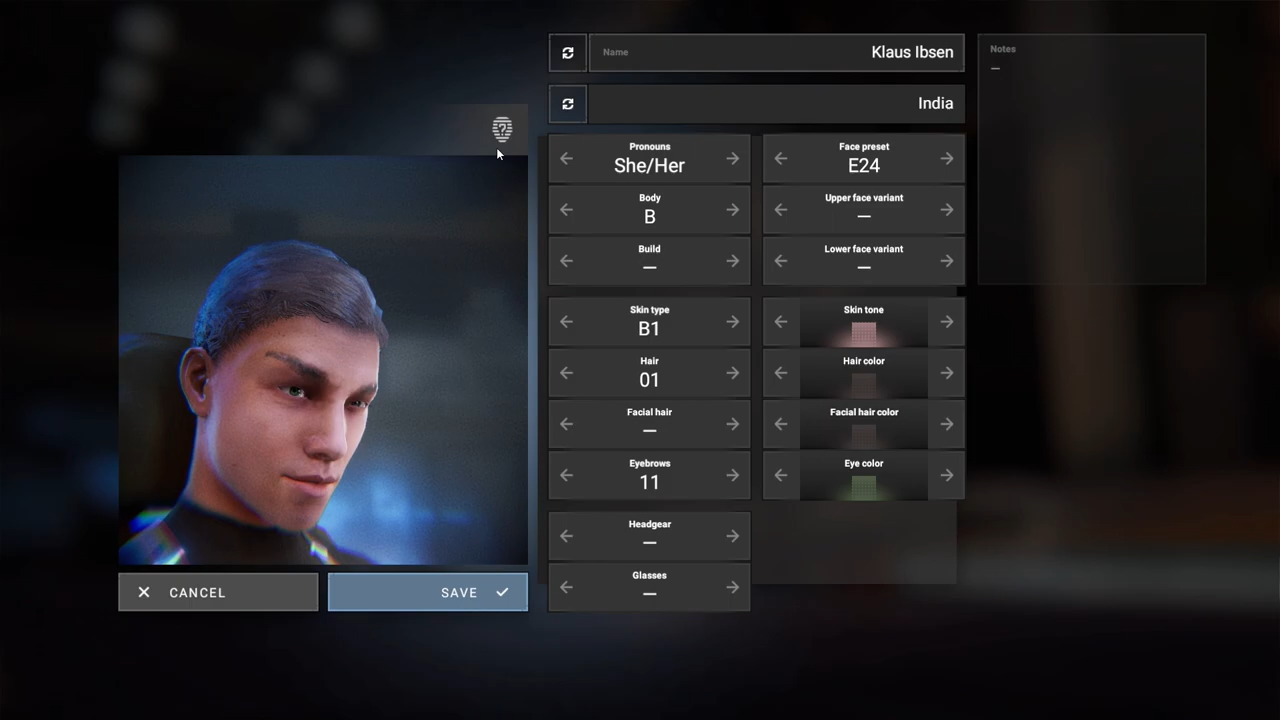 Name
Klaus Ibsen
India
Notes
—
Pronouns
She/Her
Face preset
E24
Body
B
Upper face variant
—
Build
—
Lower face variant
—
Skin type
B1
Skin tone
Hair
01
Hair color
Facial hair
—
Facial hair color
Eyebrows
11
Eye color
Headgear
—
Glasses
—
CANCEL
SAVE
?